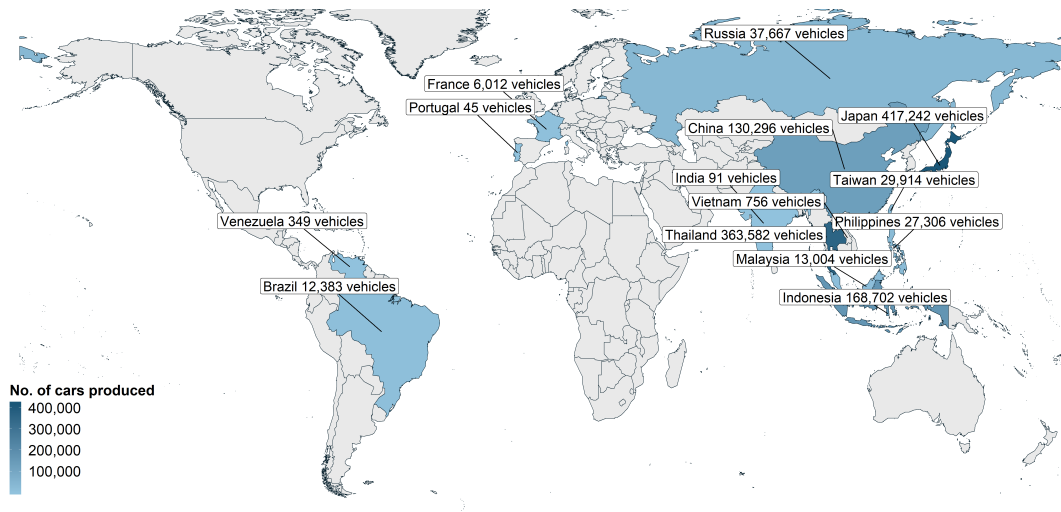 Russia 37,667 vehicles
France 6,012 vehicles
Portugal 45 vehicles
Japan 417,242 vehicles
China 130,296 vehicles
India 91 vehicles
Taiwan 29,914 vehicles
Vietnam 756 vehicles
Venezuela 349 vehicles
Philippines 27,306 vehicles
Thailand 363,582 vehicles
Malaysia 13,004 vehicles
Brazil 12,383 vehicles
Indonesia 168,702 vehicles
No. of cars produced
400,000
300,000
200,000
100,000